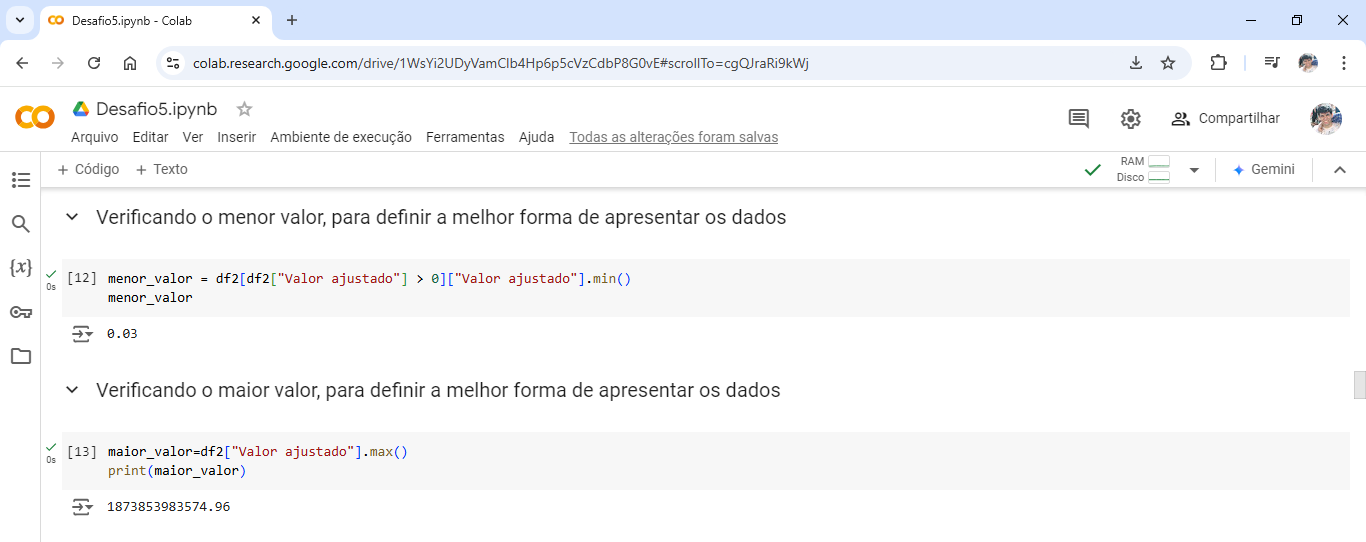 Desafio5.ipynb - Colab
colab.research.google.com/drive/1WsYi2UDyVamCIb4Hp6p5cVzCdbP8G0vE#scrollTo=cgQJraRi9kWj
Desafio5.ipynb
Arquivo Editar Ver Inserir Ambiente de execução Ferramentas Ajuda Todas as alterações foram salvas
Compartilhar
+ Código + Texto
RAM
Disco
Gemini
Verificando o menor valor, para definir a melhor forma de apresentar os dados
[12] menor_valor = df2[df2["Valor ajustado"] > 0]["Valor ajustado"].min()
0s
menor_valor
0.03
Verificando o maior valor, para definir a melhor forma de apresentar os dados
[13] maior_valor=df2["Valor ajustado"].max()
0s
print(maior_valor)
1873853983574.96
{x}